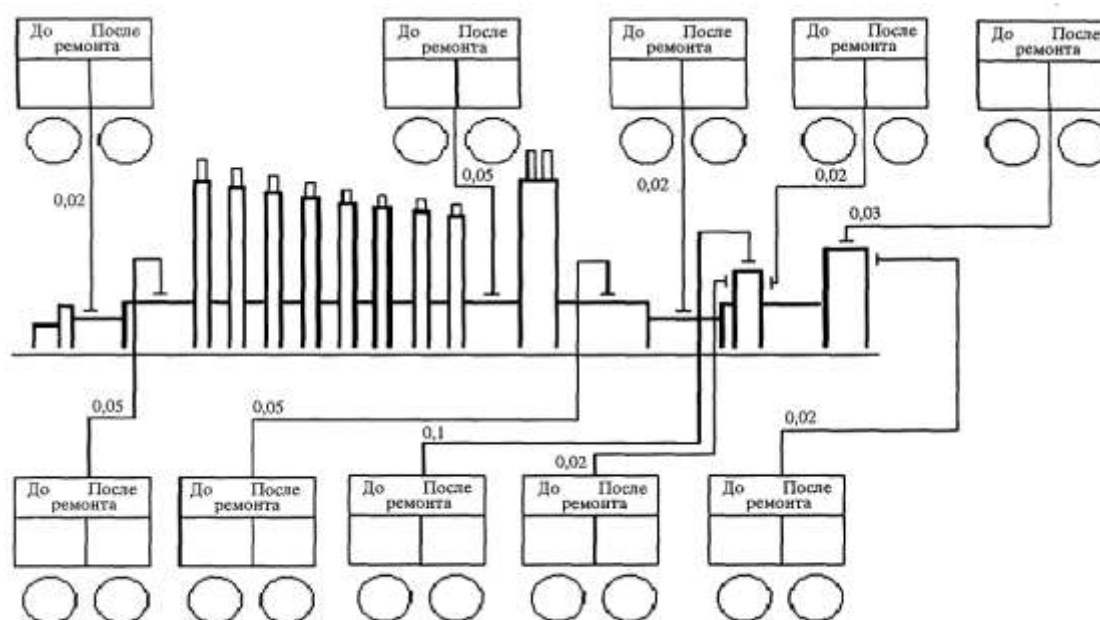 До После
ремонта
До После
ремонта
До После
ремонта
До После
ремонта
До После
ремонта
0,02
0,05
0,02
0,02
0,03
0,05
0,05
0,1
0,02
0,02
До После
ремонта
До После
ремонта
До После
ремонта
До После
ремонта
До После
ремонта